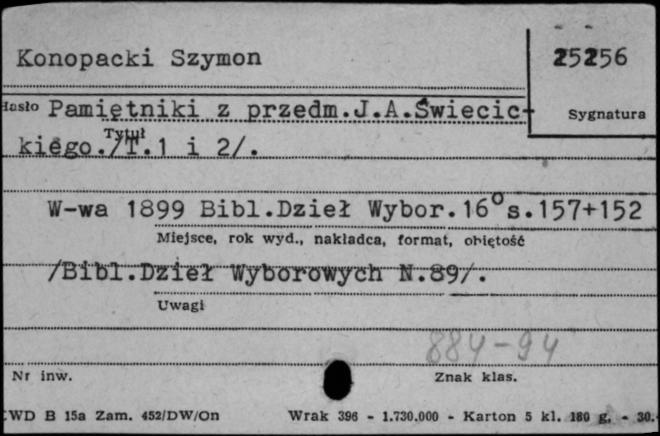 Konopacki Szymon
25256
Hasło Pamiętniki z przedm.J.A.Świecic-
Sygnatura
kiego./T.1 i 2/.
Tytuł
W-wa 1899 Bibl.Dzieł Wybor.16°s.157+152
Miejsce, rok wyd., nakładca, format, objętość
/Bibl.Dzieł Wyborowych N.89/.
Uwagi
884-94
Nr inw.
Znak klas.
WD B 15a Zam. 452/DW/On Wrak 396 - 1.730.000 - Karton 5 kl. 180 g. - 30.